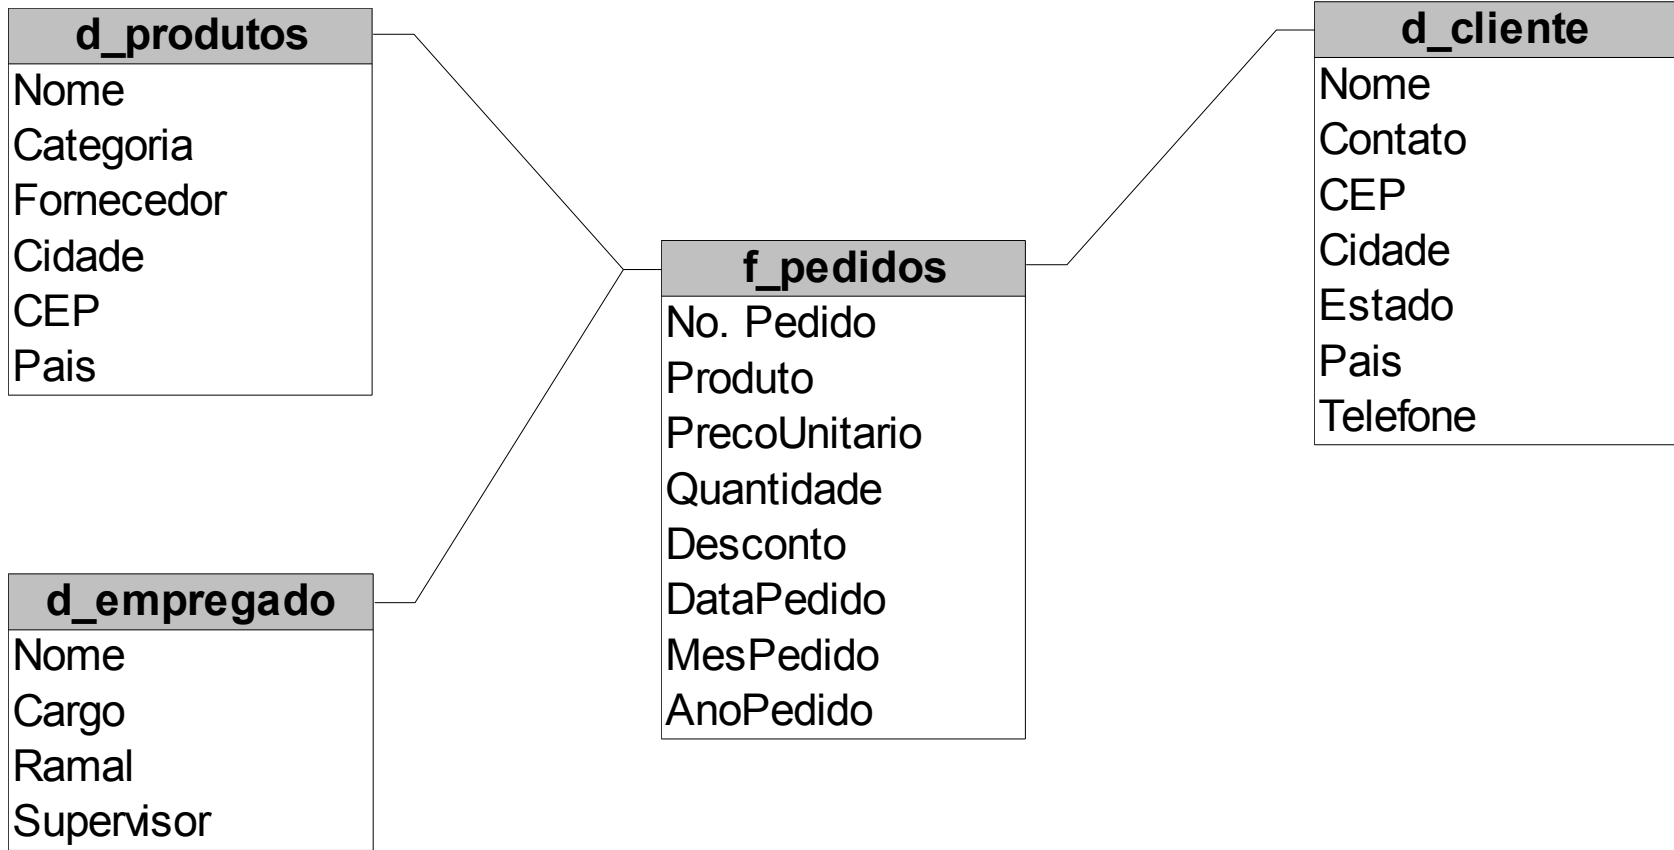 d_produtos
Nome
Categoria
Fornecedor
Cidade
CEP
Pais
d_cliente
Nome
Contato
CEP
Cidade
Estado
Pais
Telefone
f_pedidos
No. Pedido
Produto
PrecoUnitario
Quantidade
Desconto
DataPedido
MesPedido
AnoPedido
d_empregado
Nome
Cargo
Ramal
Supervisor